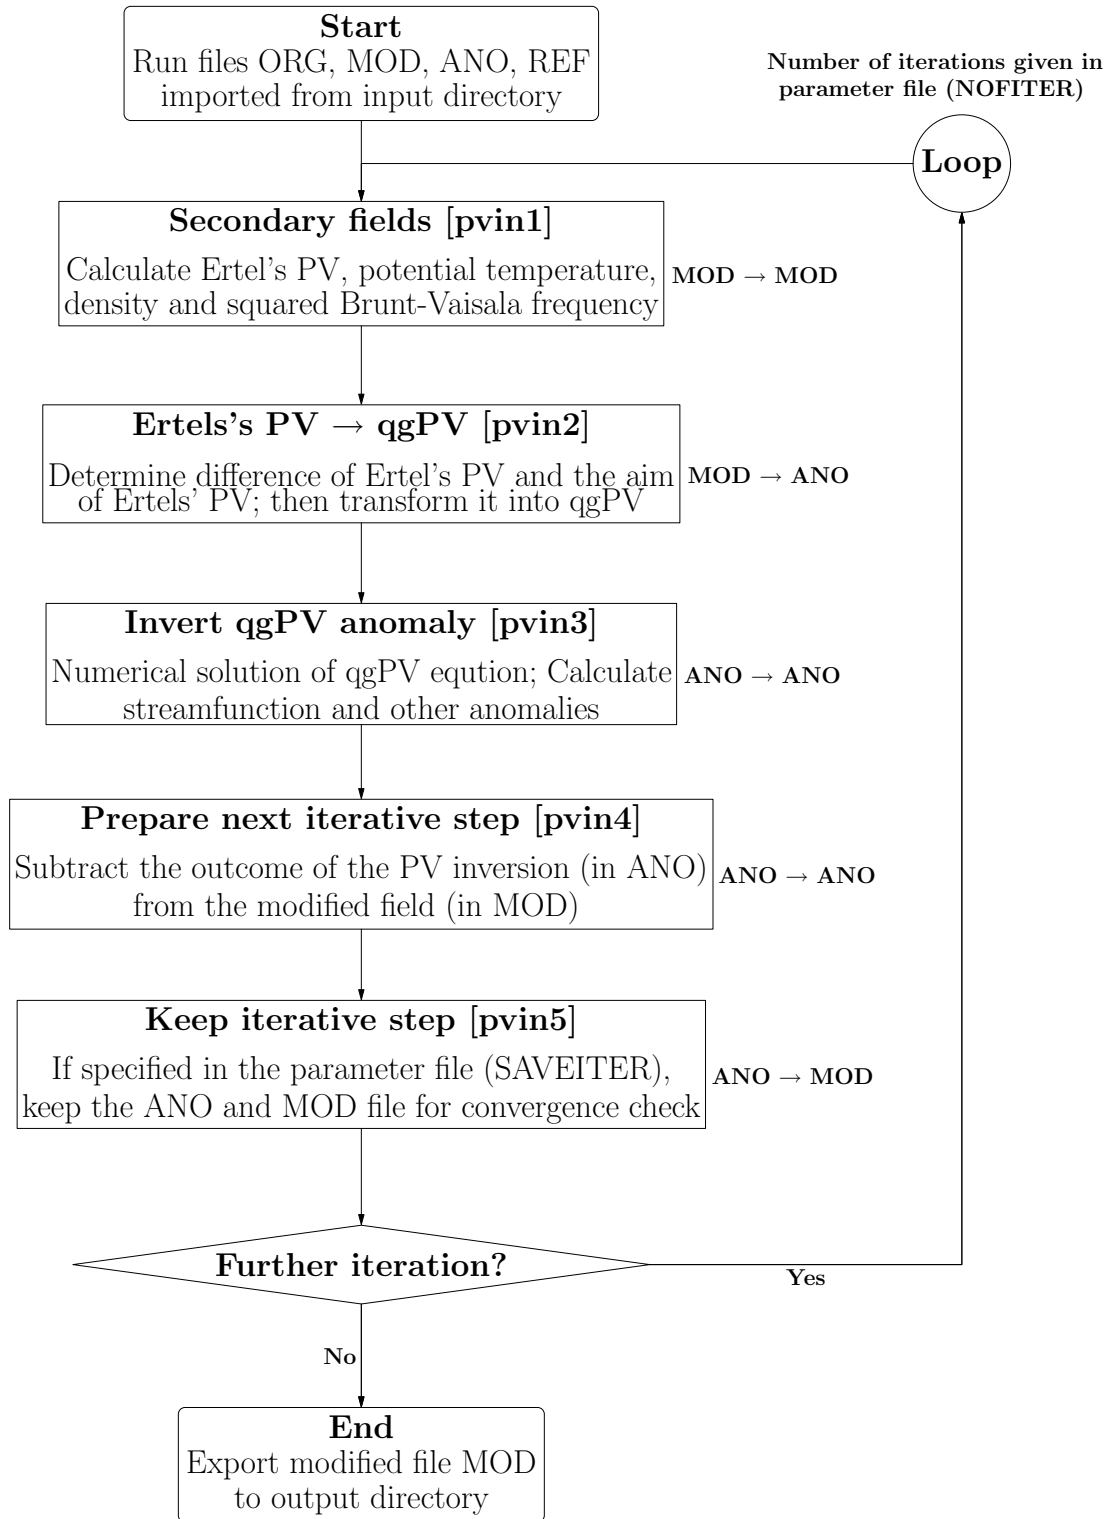 Start
Run files ORG, MOD, ANO, REF
imported from input directory
Number of iterations given in
parameter file (NOFITER)
Loop
Secondary fields [pvin1]
Calculate Ertel's PV, potential temperature,
density and squared Brunt-Vaisala frequency
MOD → MOD
Ertels's PV → qgPV [pvin2]
Determine difference of Ertel's PV and the aim
of Ertels' PV; then transform it into qgPV
MOD → ANO
Invert qgPV anomaly [pvin3]
Numerical solution of qgPV eqution; Calculate
streamfunction and other anomalies
ANO → ANO
Prepare next iterative step [pvin4]
Subtract the outcome of the PV inversion (in ANO)
from the modified field (in MOD)
ANO → ANO
Keep iterative step [pvin5]
If specified in the parameter file (SAVEITER),
keep the ANO and MOD file for convergence check
ANO → MOD
Further iteration?
Yes
No
End
Export modified file MOD
to output directory